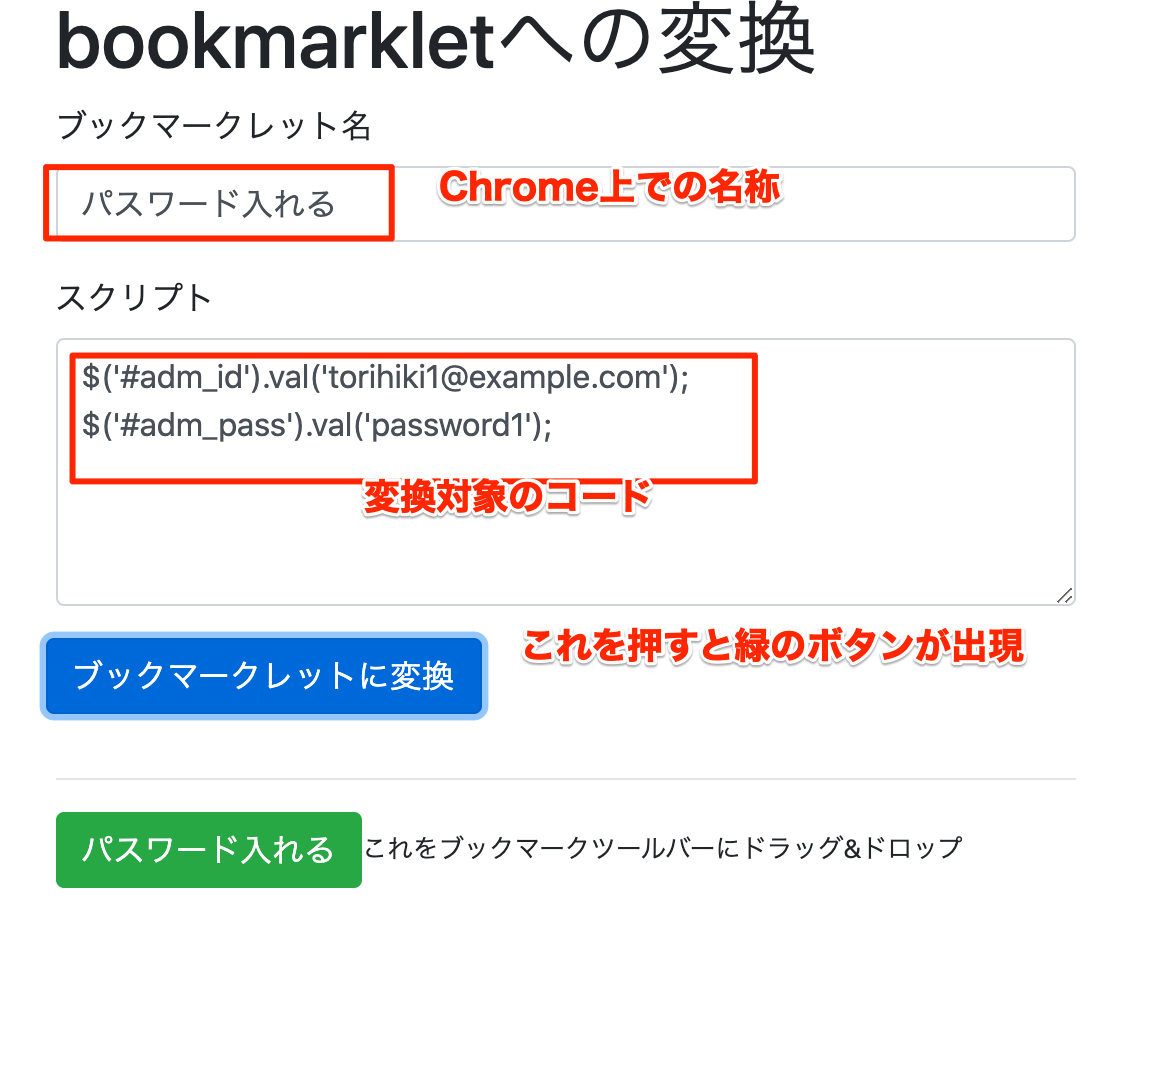 bookmarkletへの変換
ブックマークレット名
パスワード入れる
Chrome上での名称
スクリプト
$('#adm_id').val('torihiki1@example.com');
$('#adm_pass').val('password1');
変換対象のコード
ブックマークレットに変換
これを押すと緑のボタンが出現
パスワード入れる
これをブックマークツールバーにドラッグ&ドロップ